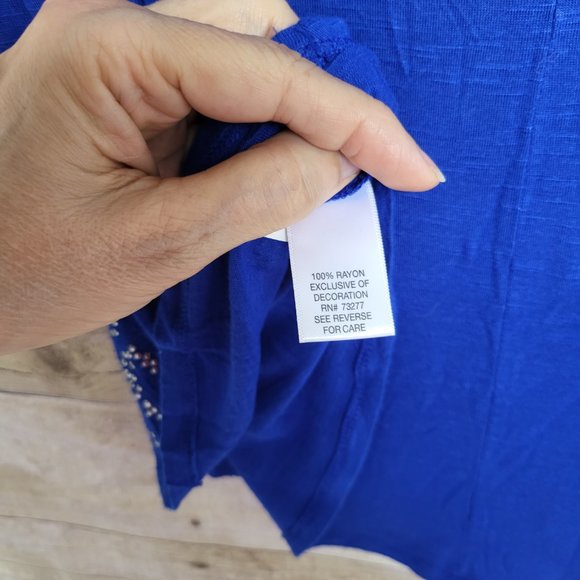 100% RAYON
EXCLUSIVE OF
DECORATION
RN# 73277
SEE REVERSE
FOR CARE